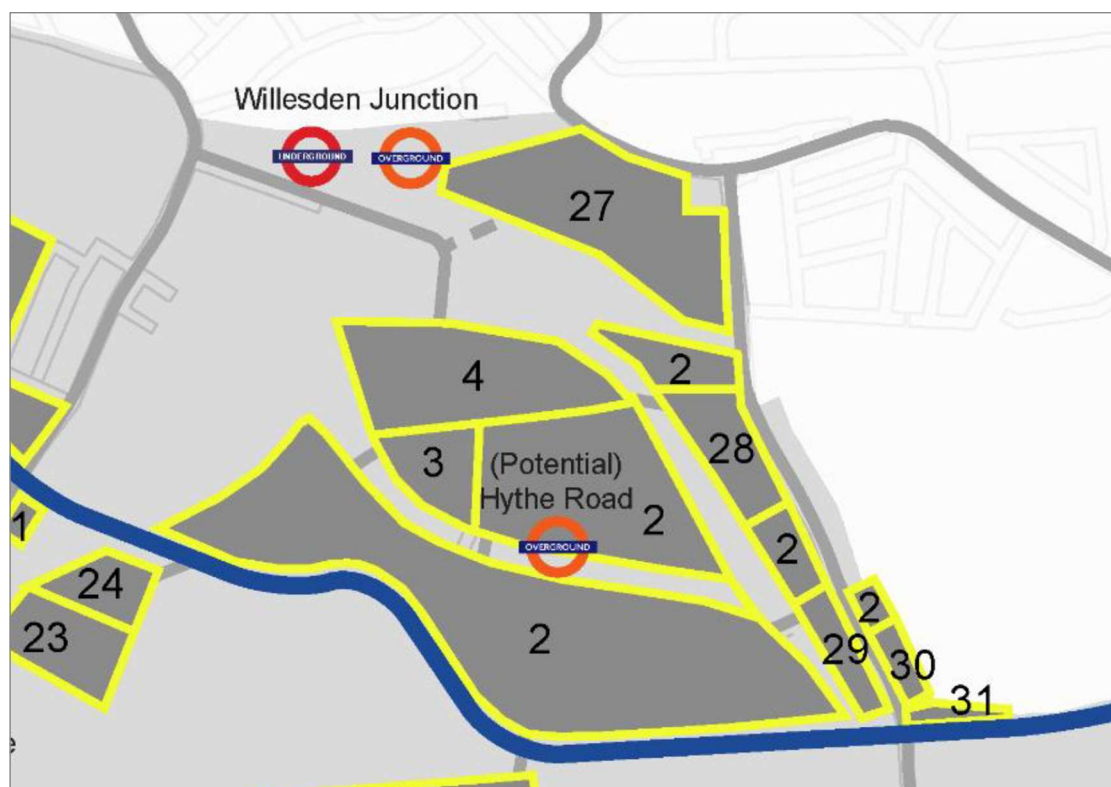 Willesden Junction
UNDERGROUND
OVERGROUND
27
4
2
28
3
(Potential)
Hythe Road
2
OVERGROUND
2
1
24
2
23
2
29
30
31
e